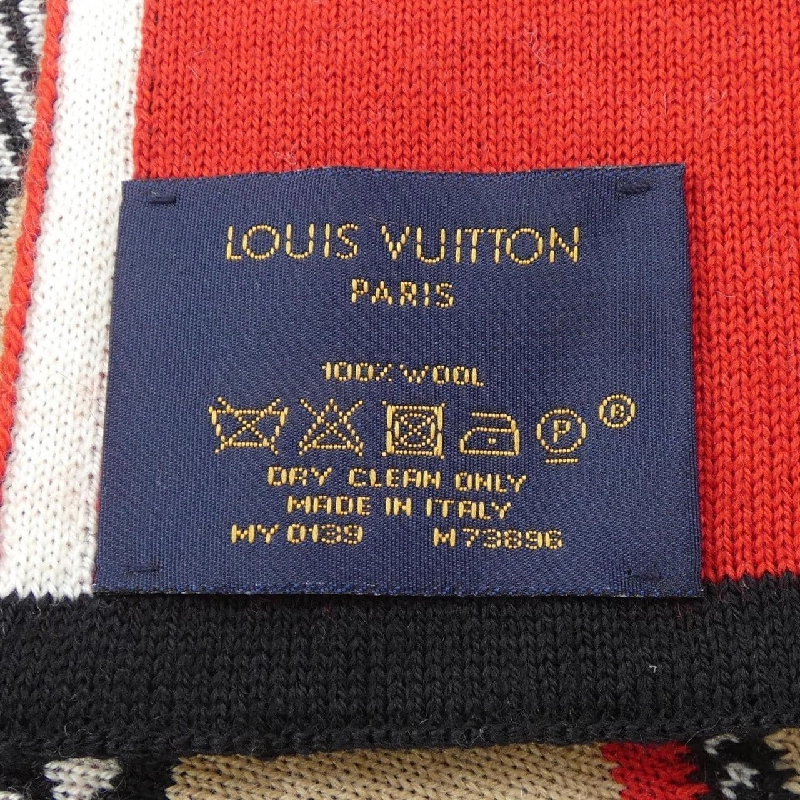 LOUIS VUITTON
PARIS
100% WOOL
P ®
DRY CLEAN ONLY
MADE IN ITALY
MY 0139 M73896